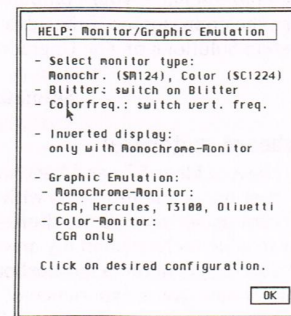 HELP: Monitor/Graphic Emulation
- Select monitor type:
Monochr. (SM124), Color (SC1224)
- Blitter: switch on Blitter
- Colorfreq.: switch vert. freq.
- Inverted display:
only with Monochrome-Monitor
- Graphic Emulation:
- Monochrome-Monitor:
CGA, Hercules, T3100, Olivetti
- Color-Monitor:
CGA only
Click on desired configuration.
OK